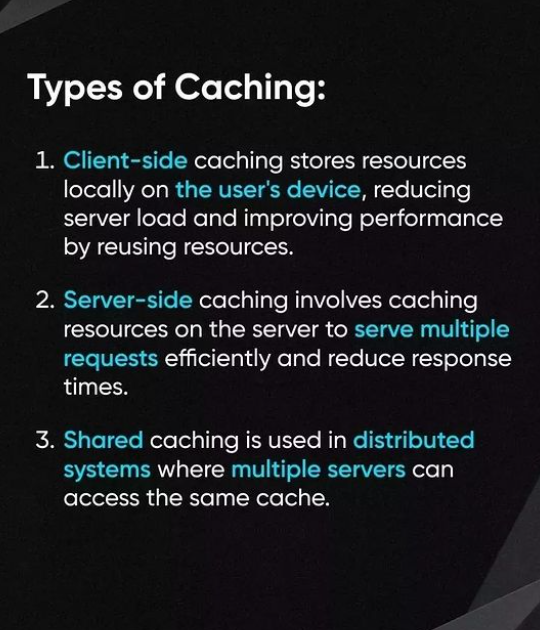 Types of Caching:
1. Client-side caching stores resources
locally on the user's device, reducing
server load and improving performance
by reusing resources.
2. Server-side caching involves caching
resources on the server to serve multiple
requests efficiently and reduce response
times.
3. Shared caching is used in distributed
systems where multiple servers can
access the same cache.